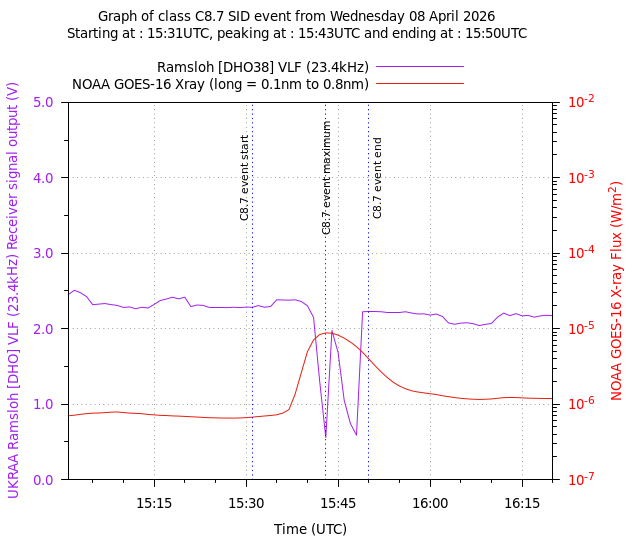 Graph of class C8.7 SID event from Wednesday 08 April 2026
Starting at : 15:31UTC, peaking at : 15:43UTC and ending at : 15:50UTC
Ramsloh [DHO38] VLF (23.4kHz)
NOAA GOES-16 Xray (long = 0.1nm to 0.8nm)
UKRAA Ramsloh [DHO] VLF (23.4kHz) Receiver signal output (V)
5.0
4.0
3.0
2.0
1.0
0.0
C8.7 event start
C8.7 event maximum
C8.7 event end
10-2
10-3
10-4
10-5
10-6
10-7
NOAA GOES-16 X-ray Flux (W/m2)
15:15 15:30 15:45 16:00 16:15
Time (UTC)